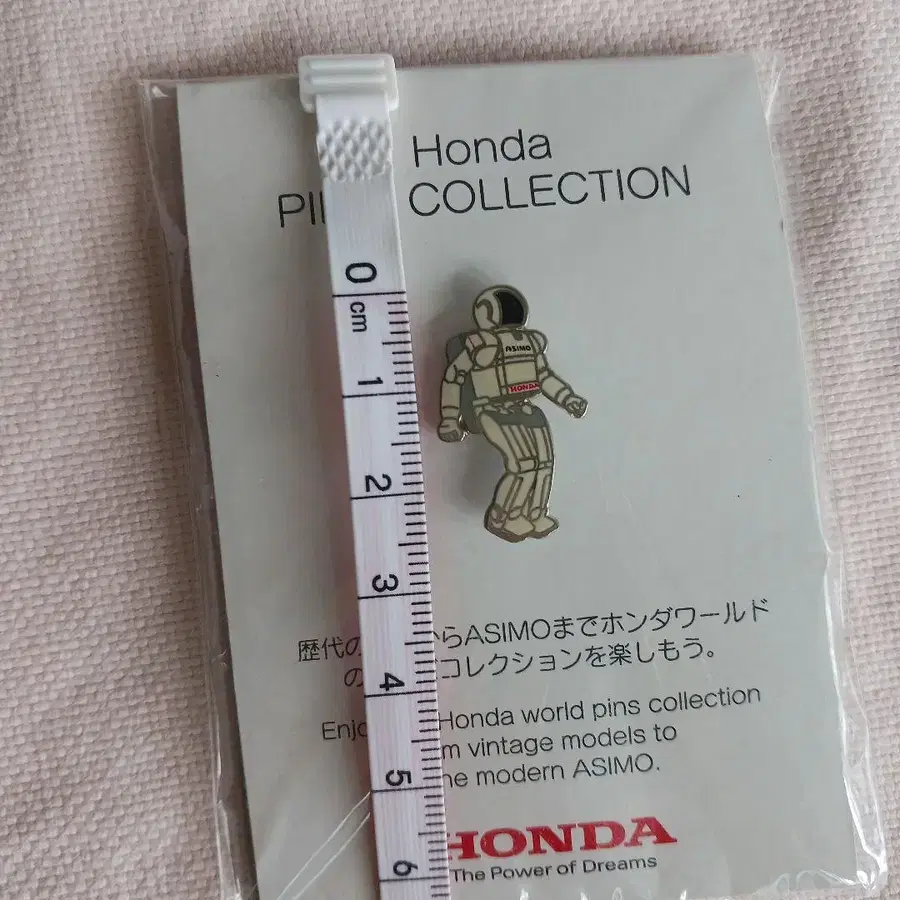 Honda
PI COLLECTION
0
cm
1
2
3
4
5
6
ASIMO
HONDA
歴代の らASIMOまでホンダワールド
の コレクションを楽しもう。
Enjo Honda world pins collection
m vintage models to
he modern ASIMO.
HONDA
The Power of Dreams